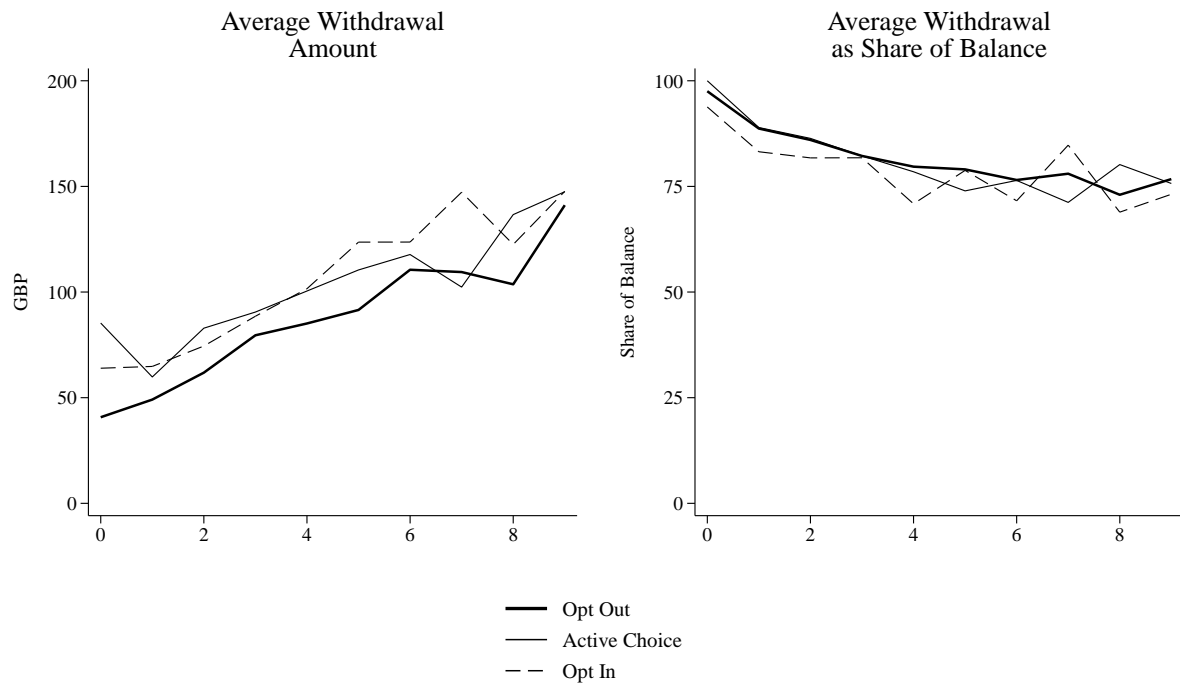 Average Withdrawal
Amount
200
150
100
50
0
GBP
0 2 4 6 8
Average Withdrawal
as Share of Balance
100
75
50
25
0
Share of Balance
0 2 4 6 8
Opt Out
Active Choice
Opt In